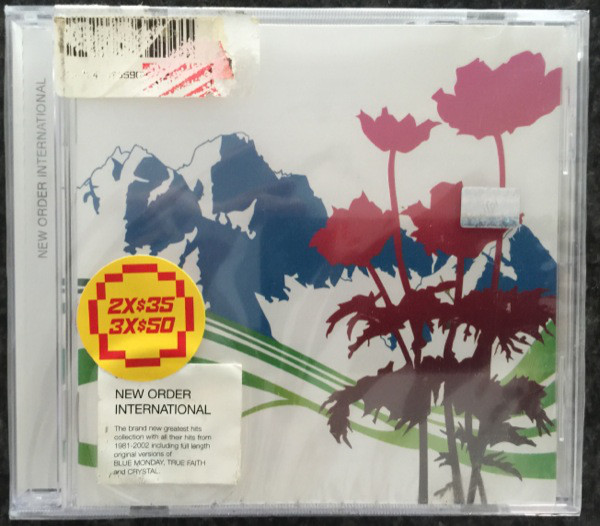 NEW ORDER INTERNATIONAL
2X$35
3X$50
NEW ORDER
INTERNATIONAL
The brand new greatest hits
collection with all their hits from
1981-2002 including full length
original versions of
BLUE MONDAY, TRUE FAITH
and CRYSTAL.